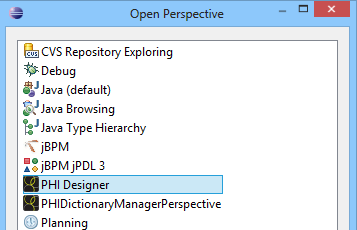 Open Perspective
CVS Repository Exploring
Debug
Java (default)
Java Browsing
Java Type Hierarchy
jBPM
jBPM jPDL 3
PHI Designer
PHIDictionaryManagerPerspective
Planning